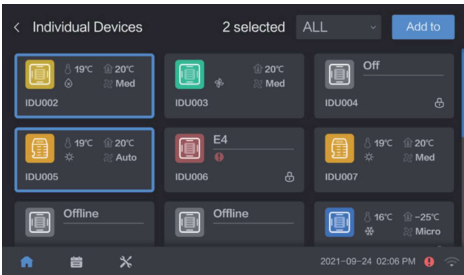 < Individual Devices 2 selected ALL Add to
19℃ 20℃
Med
IDU002
20℃
Med
IDU003
Off
IDU004
19℃ 20℃
Auto
IDU005
E4
IDU006
19℃ 20℃
Med
IDU007
Offline
Offline
16℃ -25℃
Micro
2021-09-24 02:06 PM